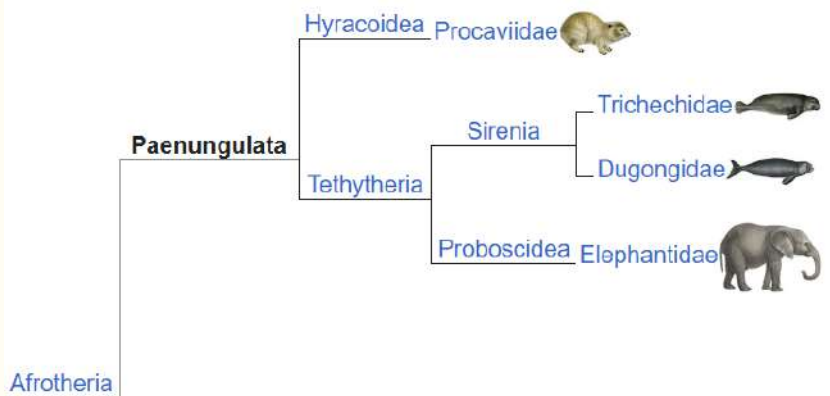 Hyracoidea Procaviidae
Trichechidae
Sirenia
Paenungulata
Dugongidae
Tethytheria
Proboscidea Elephantidae
Afrotheria